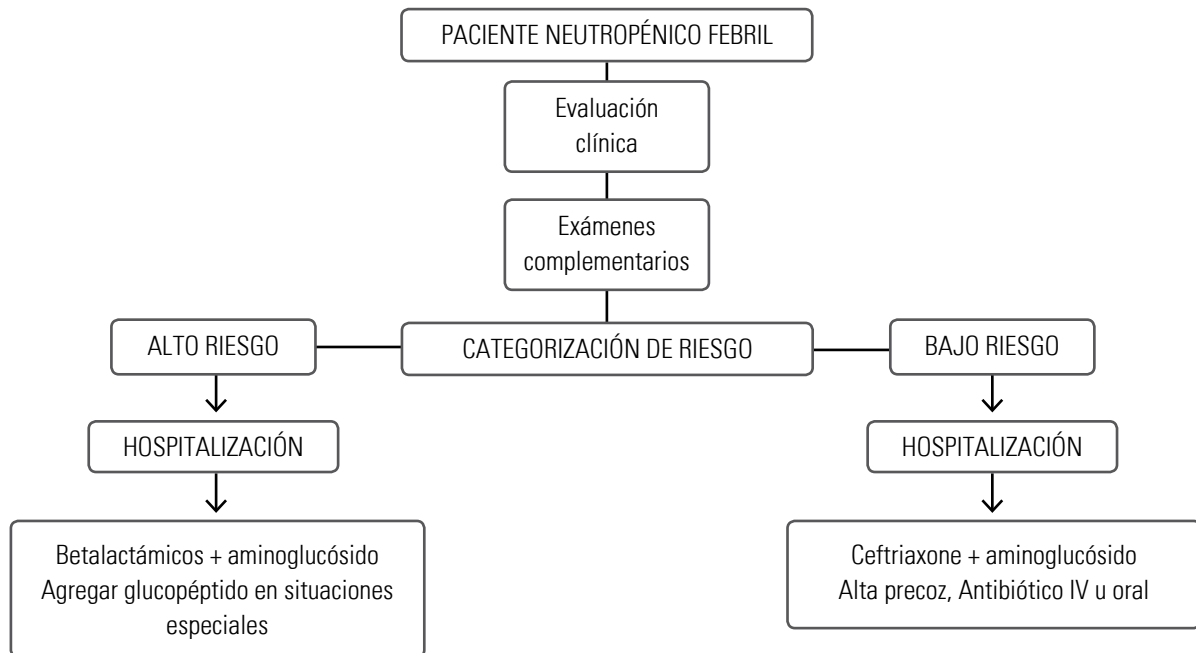 PACIENTE NEUTROPÉNICO FEBRIL
Evaluación
clínica
Exámenes
complementarios
ALTO RIESGO
CATEGORIZACIÓN DE RIESGO
BAJO RIESGO
HOSPITALIZACIÓN
HOSPITALIZACIÓN
Betalactámicos + aminoglucósido
Agregar glucopéptido en situaciones
especiales
Ceftriaxone + aminoglucósido
Alta precoz, Antibiótico IV u oral